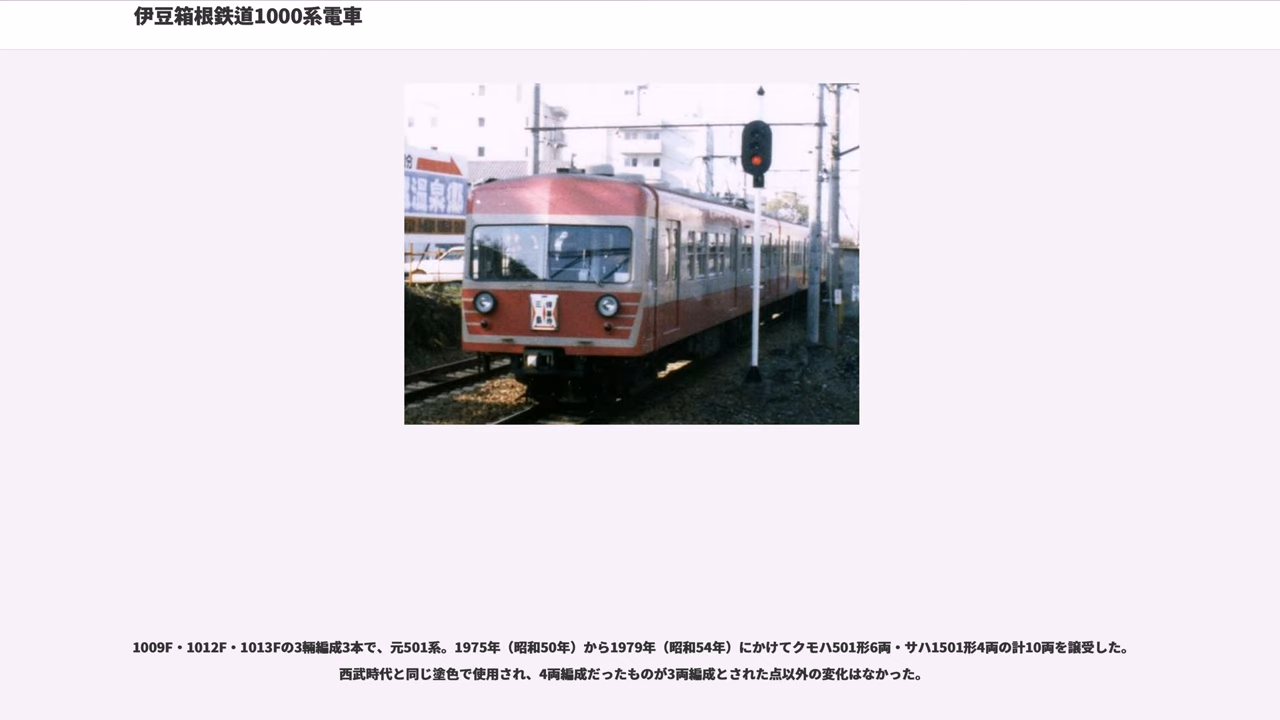 伊豆箱根鉄道1000系電車
1009F・1012F・1013Fの3輛編成3本で、元501系。1975年（昭和50年）から1979年（昭和54年）にかけてクモハ501形6両・サハ1501形4両の計10両を譲受した。
西武時代と同じ塗色で使用され、4両編成だったものが3両編成とされた点以外の変化はなかった。